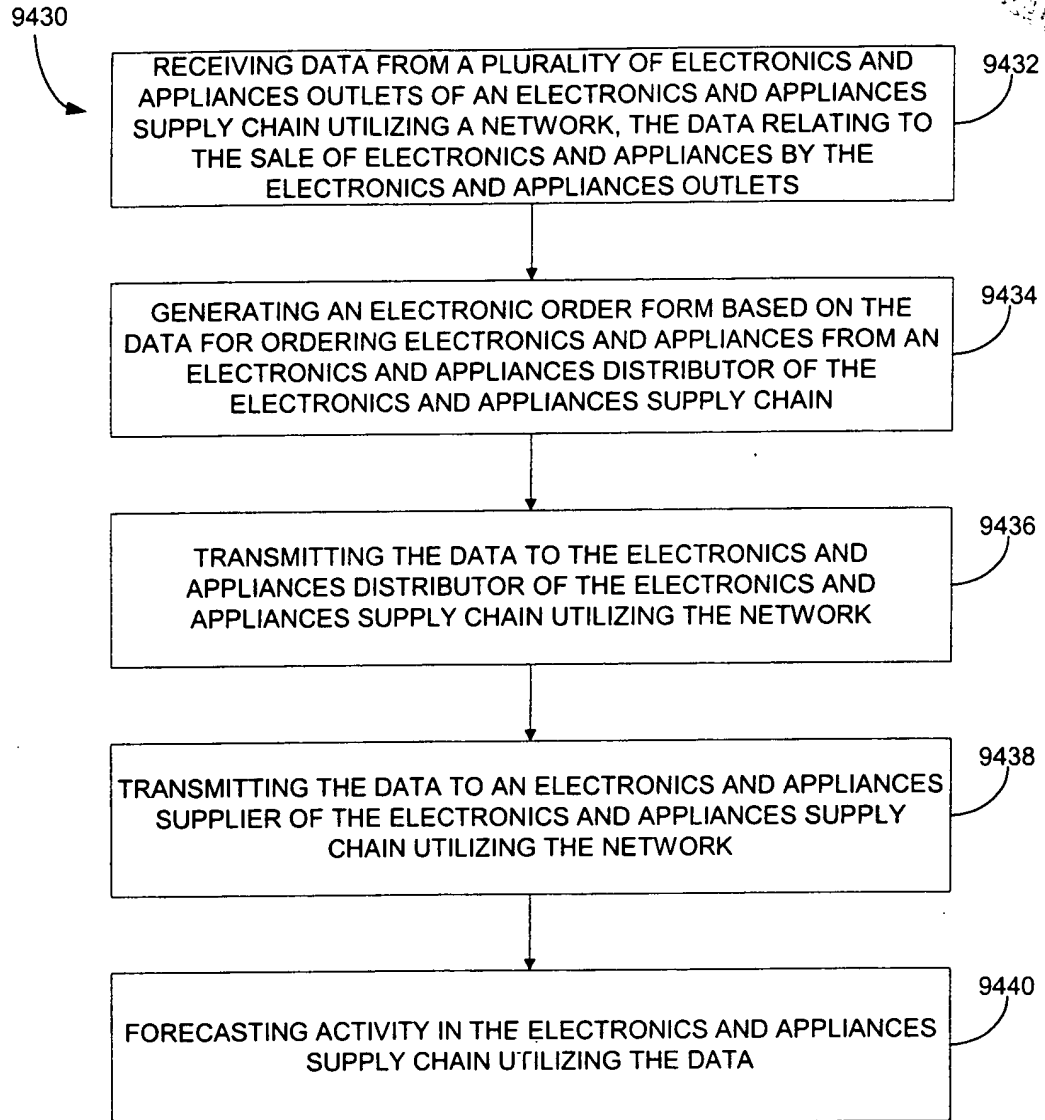 9430
RECEIVING DATA FROM A PLURALITY OF ELECTRONICS AND
APPLIANCES OUTLETS OF AN ELECTRONICS AND APPLIANCES
SUPPLY CHAIN UTILIZING A NETWORK, THE DATA RELATING TO
THE SALE OF ELECTRONICS AND APPLIANCES BY THE
ELECTRONICS AND APPLIANCES OUTLETS
9432
GENERATING AN ELECTRONIC ORDER FORM BASED ON THE
DATA FOR ORDERING ELECTRONICS AND APPLIANCES FROM AN
ELECTRONICS AND APPLIANCES DISTRIBUTOR OF THE
ELECTRONICS AND APPLIANCES SUPPLY CHAIN
9434
TRANSMITTING THE DATA TO THE ELECTRONICS AND
APPLIANCES DISTRIBUTOR OF THE ELECTRONICS AND
APPLIANCES SUPPLY CHAIN UTILIZING THE NETWORK
9436
TRANSMITTING THE DATA TO AN ELECTRONICS AND APPLIANCES
SUPPLIER OF THE ELECTRONICS AND APPLIANCES SUPPLY
CHAIN UTILIZING THE NETWORK
9438
FORECASTING ACTIVITY IN THE ELECTRONICS AND APPLIANCES
SUPPLY CHAIN UTILIZING THE DATA
9440